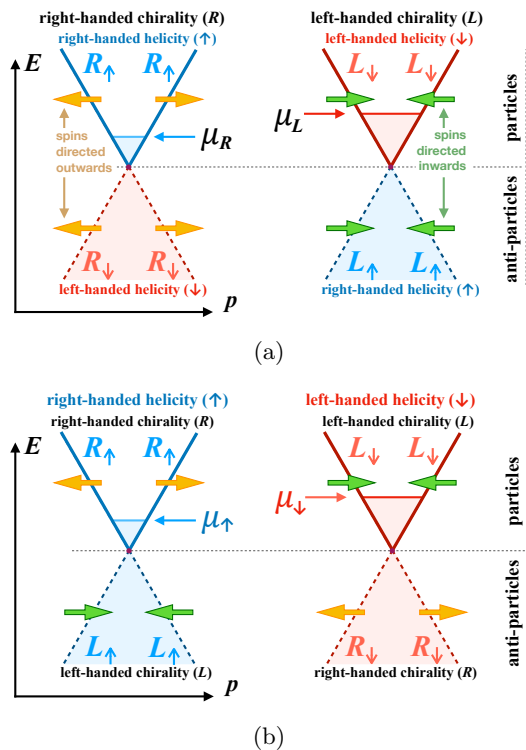 right-handed chirality (R) left-handed chirality (L)
right-handed helicity (↑) left-handed helicity (↓)
E R↑ R↑ L↓ L↓
particles
μR μL
spins directed outwards
spins directed inwards
anti-particles
R↓ R↓ L↑ L↑
left-handed helicity (↓) right-handed helicity (↑)
p
(a)
right-handed helicity (↑) left-handed helicity (↓)
right-handed chirality (R) left-handed chirality (L)
E R↑ R↑ L↓ L↓
particles
μ↑ μ↓
anti-particles
L↑ L↑ R↓ R↓
left-handed chirality (L) right-handed chirality (R)
p
(b)